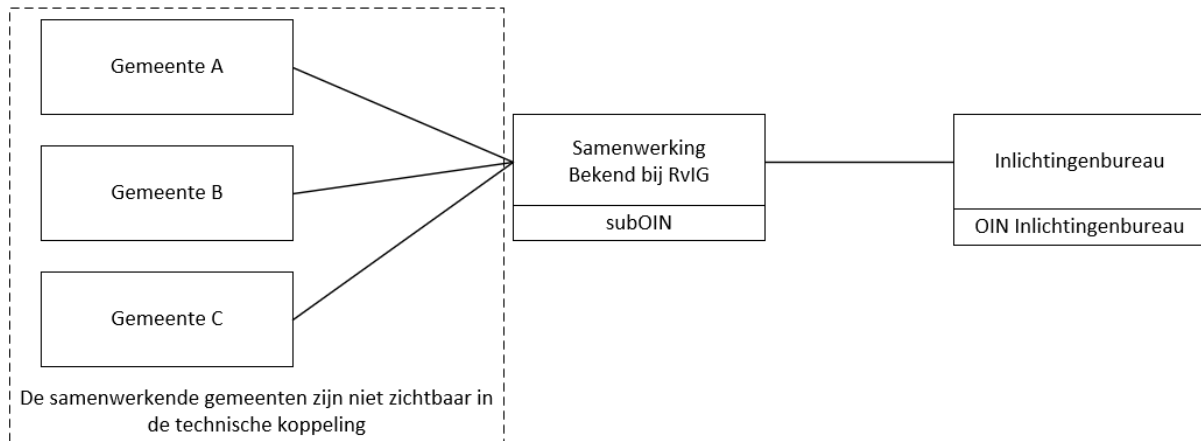 Gemeente A
Gemeente B
Gemeente C
De samenwerkende gemeenten zijn niet zichtbaar in
de technische koppeling
Samenwerking
Bekend bij RvIG
subOIN
Inlichtingenbureau
OIN Inlichtingenbureau